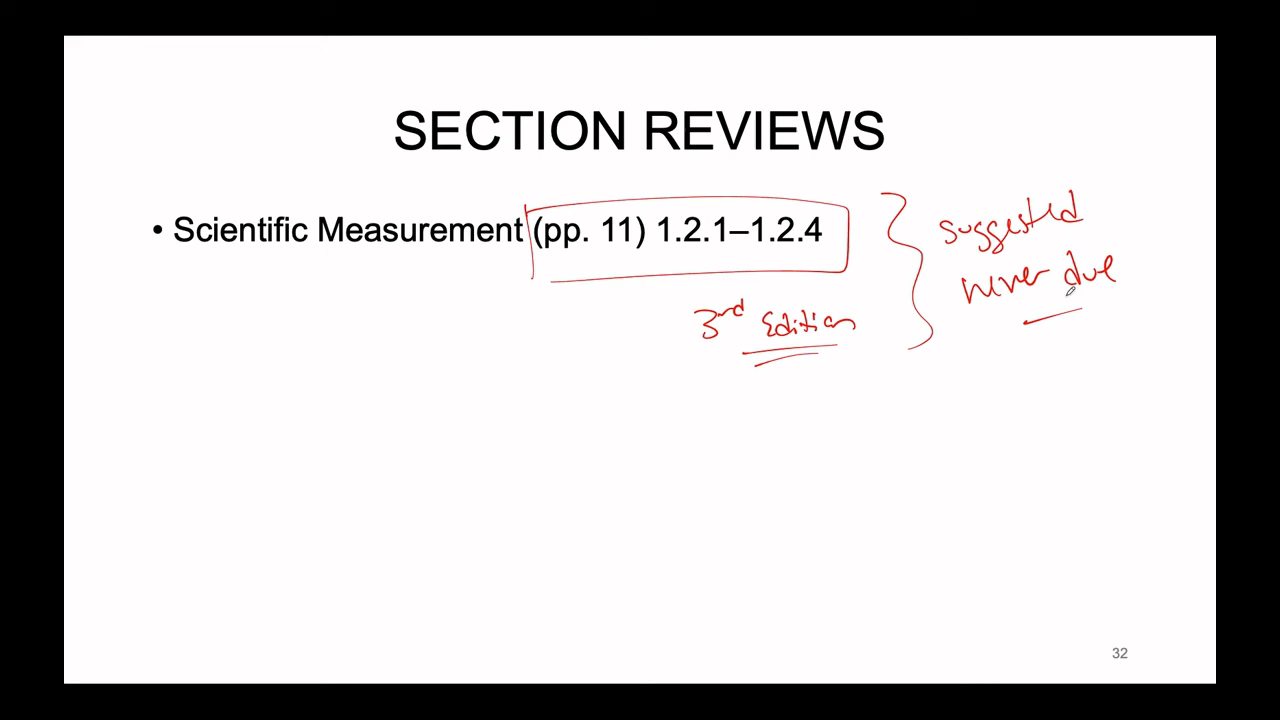 SECTION REVIEWS
• Scientific Measurement (pp. 11) 1.2.1–1.2.4
suggested
never due
3rd Edition
32